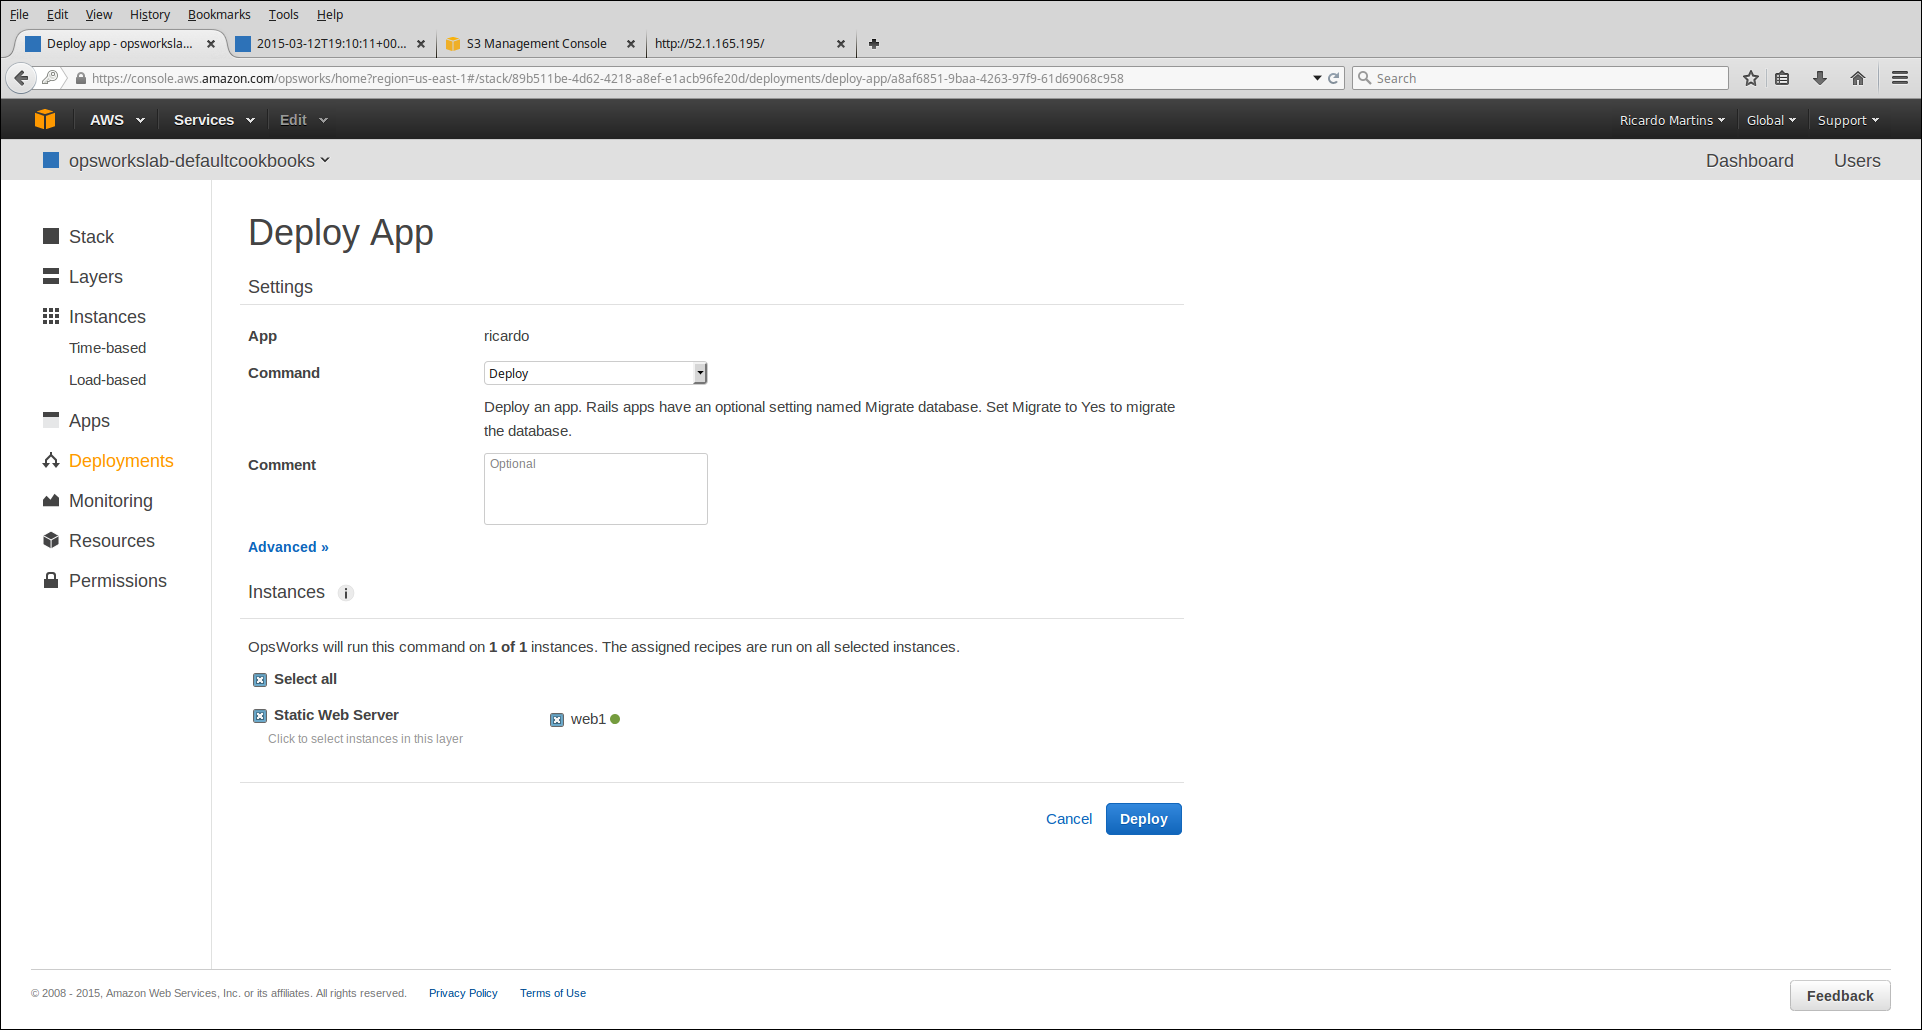 File Edit View History Bookmarks Tools Help
Deploy app - opsworksla... 2015-03-12T19:10:11+00... S3 Management Console http://52.1.165.195/
https://console.aws.amazon.com/opsworks/home?region=us-east-1#/stack/89b511be-4d62-4218-a8ef-e1acb96fe20d/deployments/deploy-app/a8af6851-9baa-4263-97f9-61d69068c958 Search
AWS Services Edit Ricardo Martins Global Support
opsworkslab-defaultcookbooks Dashboard Users
Stack
Layers
Instances
Time-based
Load-based
Apps
Deployments
Monitoring
Resources
Permissions
Deploy App
Settings
App ricardo
Command Deploy
Deploy an app. Rails apps have an optional setting named Migrate database. Set Migrate to Yes to migrate
the database.
Comment Optional
Advanced »
Instances i
OpsWorks will run this command on 1 of 1 instances. The assigned recipes are run on all selected instances.
Select all
Static Web Server web1
Click to select instances in this layer
Cancel Deploy
© 2008 - 2015, Amazon Web Services, Inc. or its affiliates. All rights reserved. Privacy Policy Terms of Use Feedback